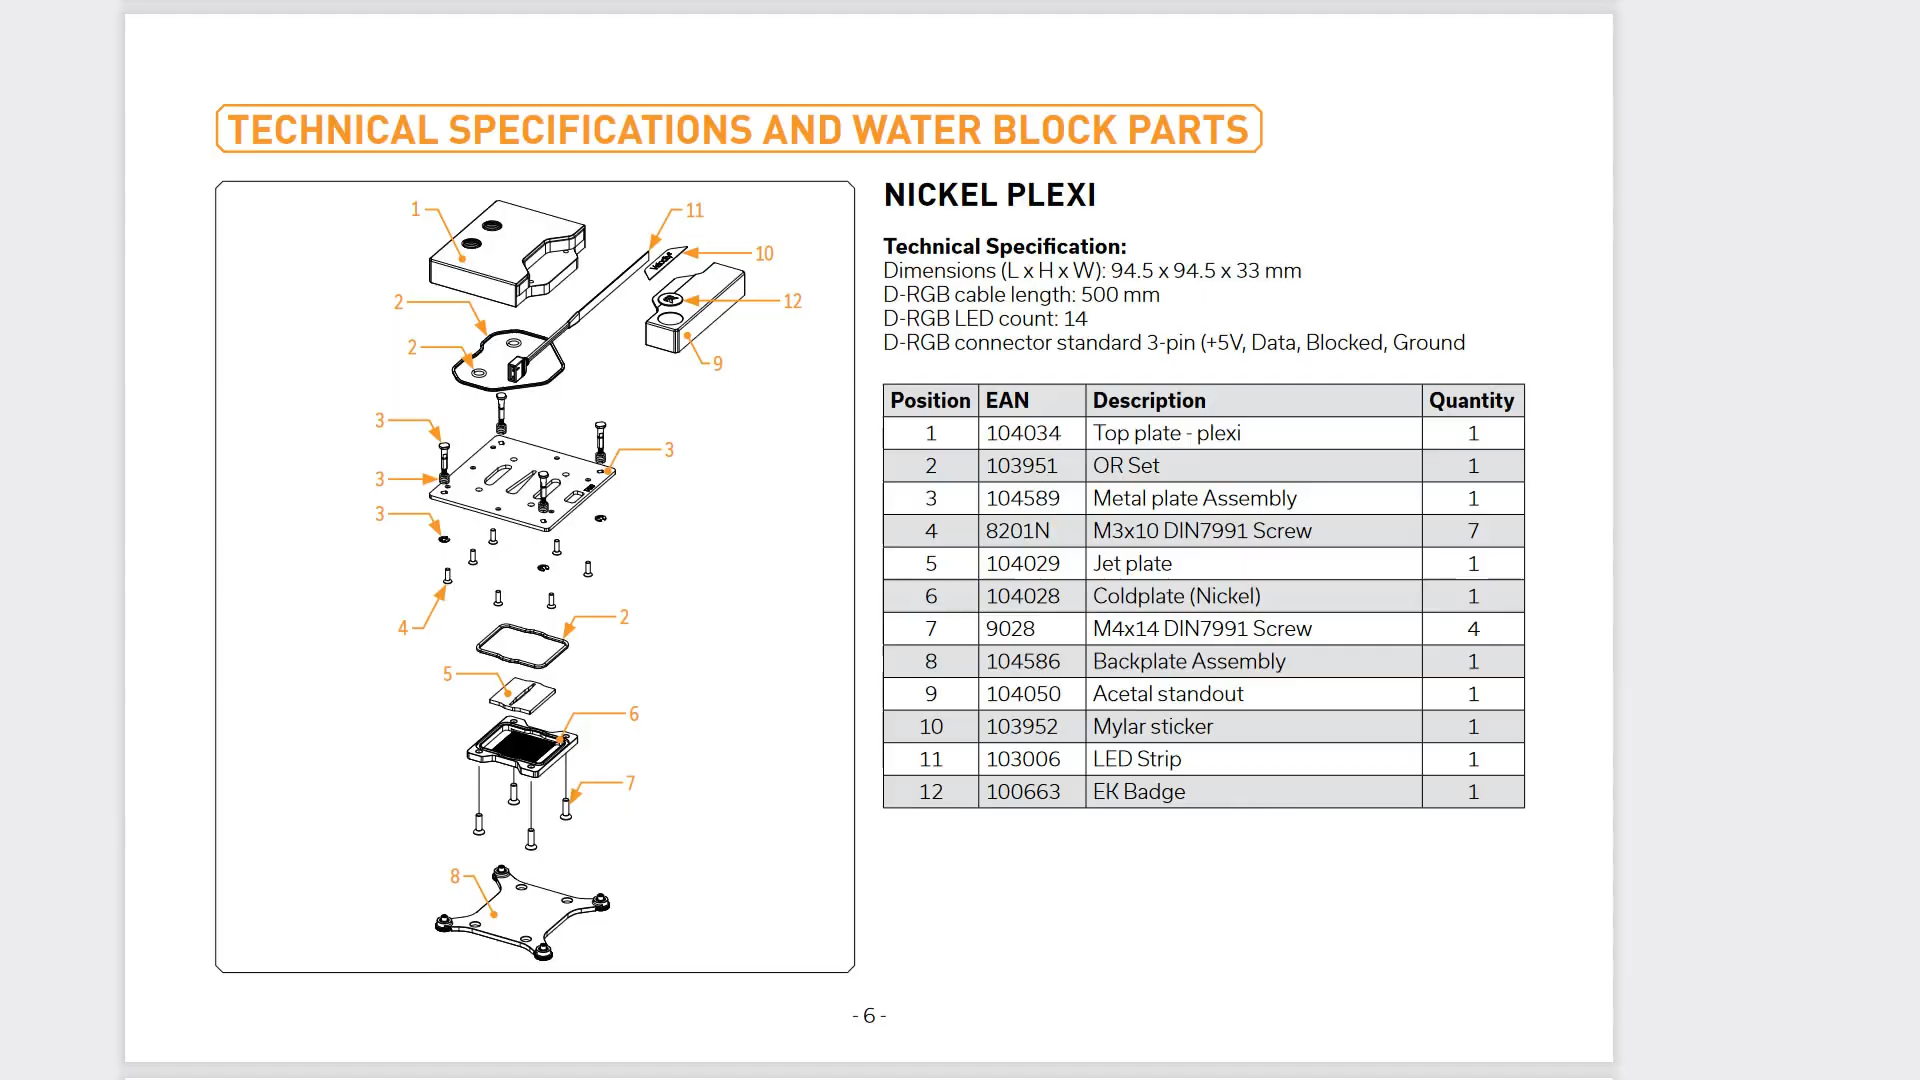 TECHNICAL SPECIFICATIONS AND WATER BLOCK PARTS
1
11
10
2
12
2
9
3
3
3
3
4
2
5
6
7
8
NICKEL PLEXI
Technical Specification:
Dimensions (L x H x W): 94.5 x 94.5 x 33 mm
D-RGB cable length: 500 mm
D-RGB LED count: 14
D-RGB connector standard 3-pin (+5V, Data, Blocked, Ground
Position EAN Description Quantity
1 104034 Top plate - plexi 1
2 103951 OR Set 1
3 104589 Metal plate Assembly 1
4 8201N M3x10 DIN7991 Screw 7
5 104029 Jet plate 1
6 104028 Coldplate (Nickel) 1
7 9028 M4x14 DIN7991 Screw 4
8 104586 Backplate Assembly 1
9 104050 Acetal standout 1
10 103952 Mylar sticker 1
11 103006 LED Strip 1
12 100663 EK Badge 1
- 6 -